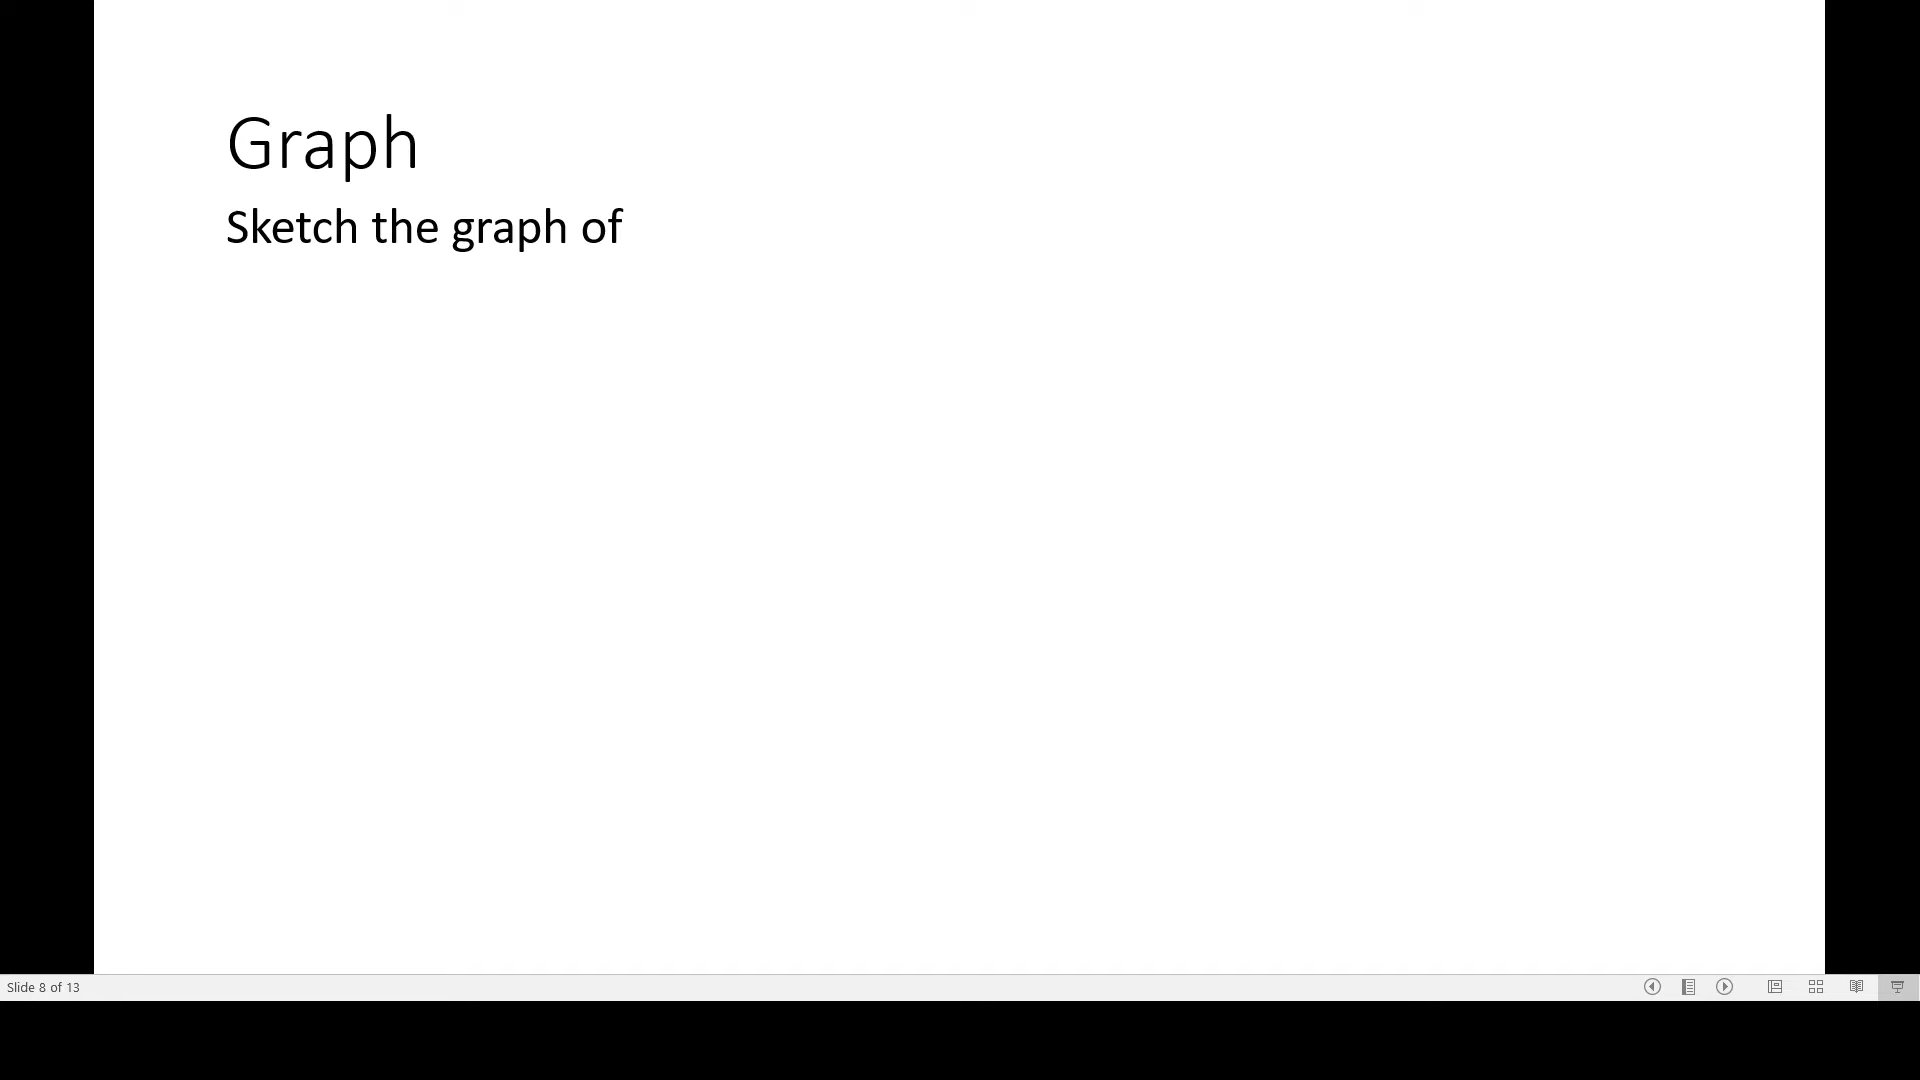 Graph
Sketch the graph of
Slide 8 of 13